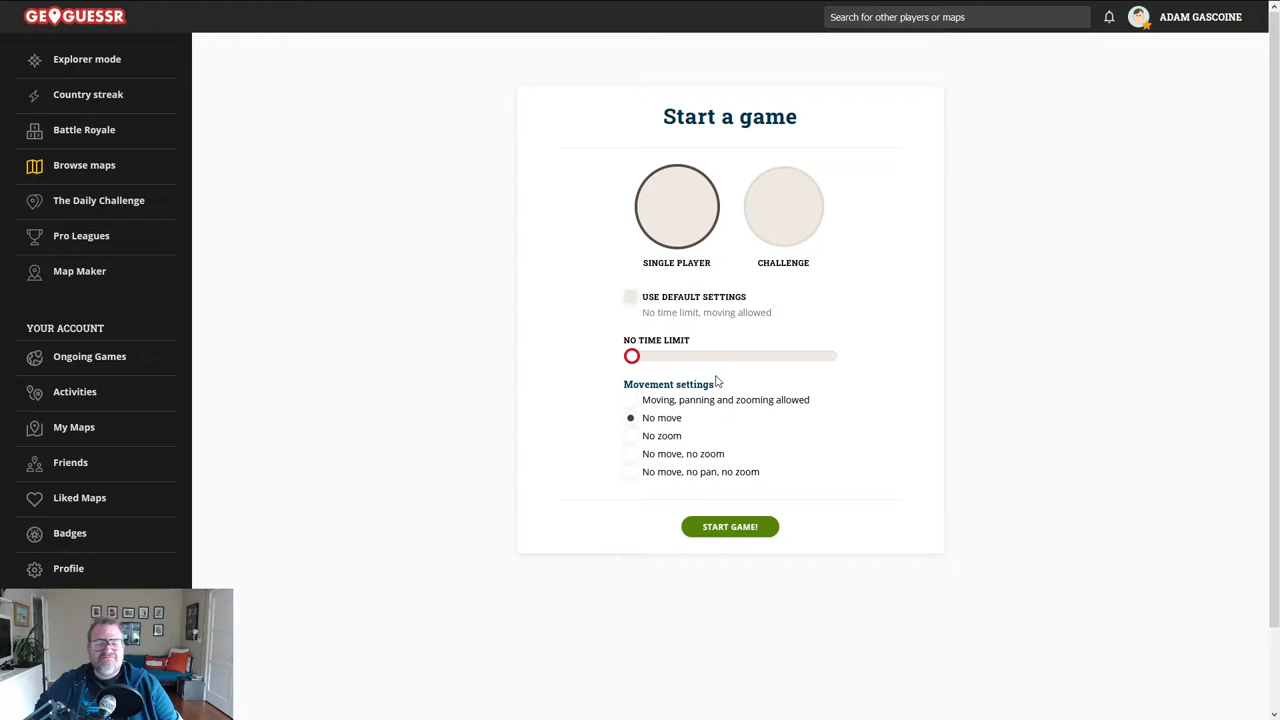 GEOGUESSR
Search for other players or maps
ADAM GASCOINE
Explorer mode
Country streak
Battle Royale
Browse maps
The Daily Challenge
Pro Leagues
Map Maker
YOUR ACCOUNT
Ongoing Games
Activities
My Maps
Friends
Liked Maps
Badges
Profile
Start a game
SINGLE PLAYER
CHALLENGE
USE DEFAULT SETTINGS
No time limit, moving allowed
NO TIME LIMIT
Movement settings
Moving, panning and zooming allowed
No move
No zoom
No move, no zoom
No move, no pan, no zoom
START GAME!